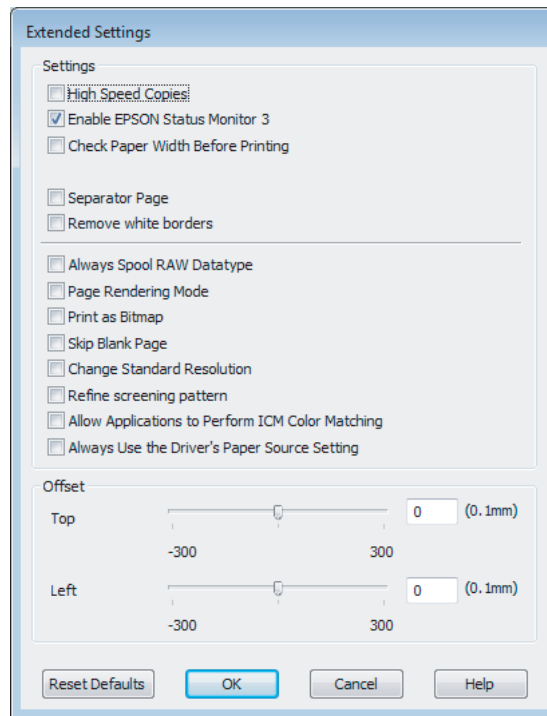 Extended Settings
Settings
High Speed Copies
Enable EPSON Status Monitor 3
Check Paper Width Before Printing
Separator Page
Remove white borders
Always Spool RAW Datatype
Page Rendering Mode
Print as Bitmap
Skip Blank Page
Change Standard Resolution
Refine screening pattern
Allow Applications to Perform ICM Color Matching
Always Use the Driver's Paper Source Setting
Offset
Top 0 (0.1mm)
-300 300
Left 0 (0.1mm)
-300 300
Reset Defaults OK Cancel Help